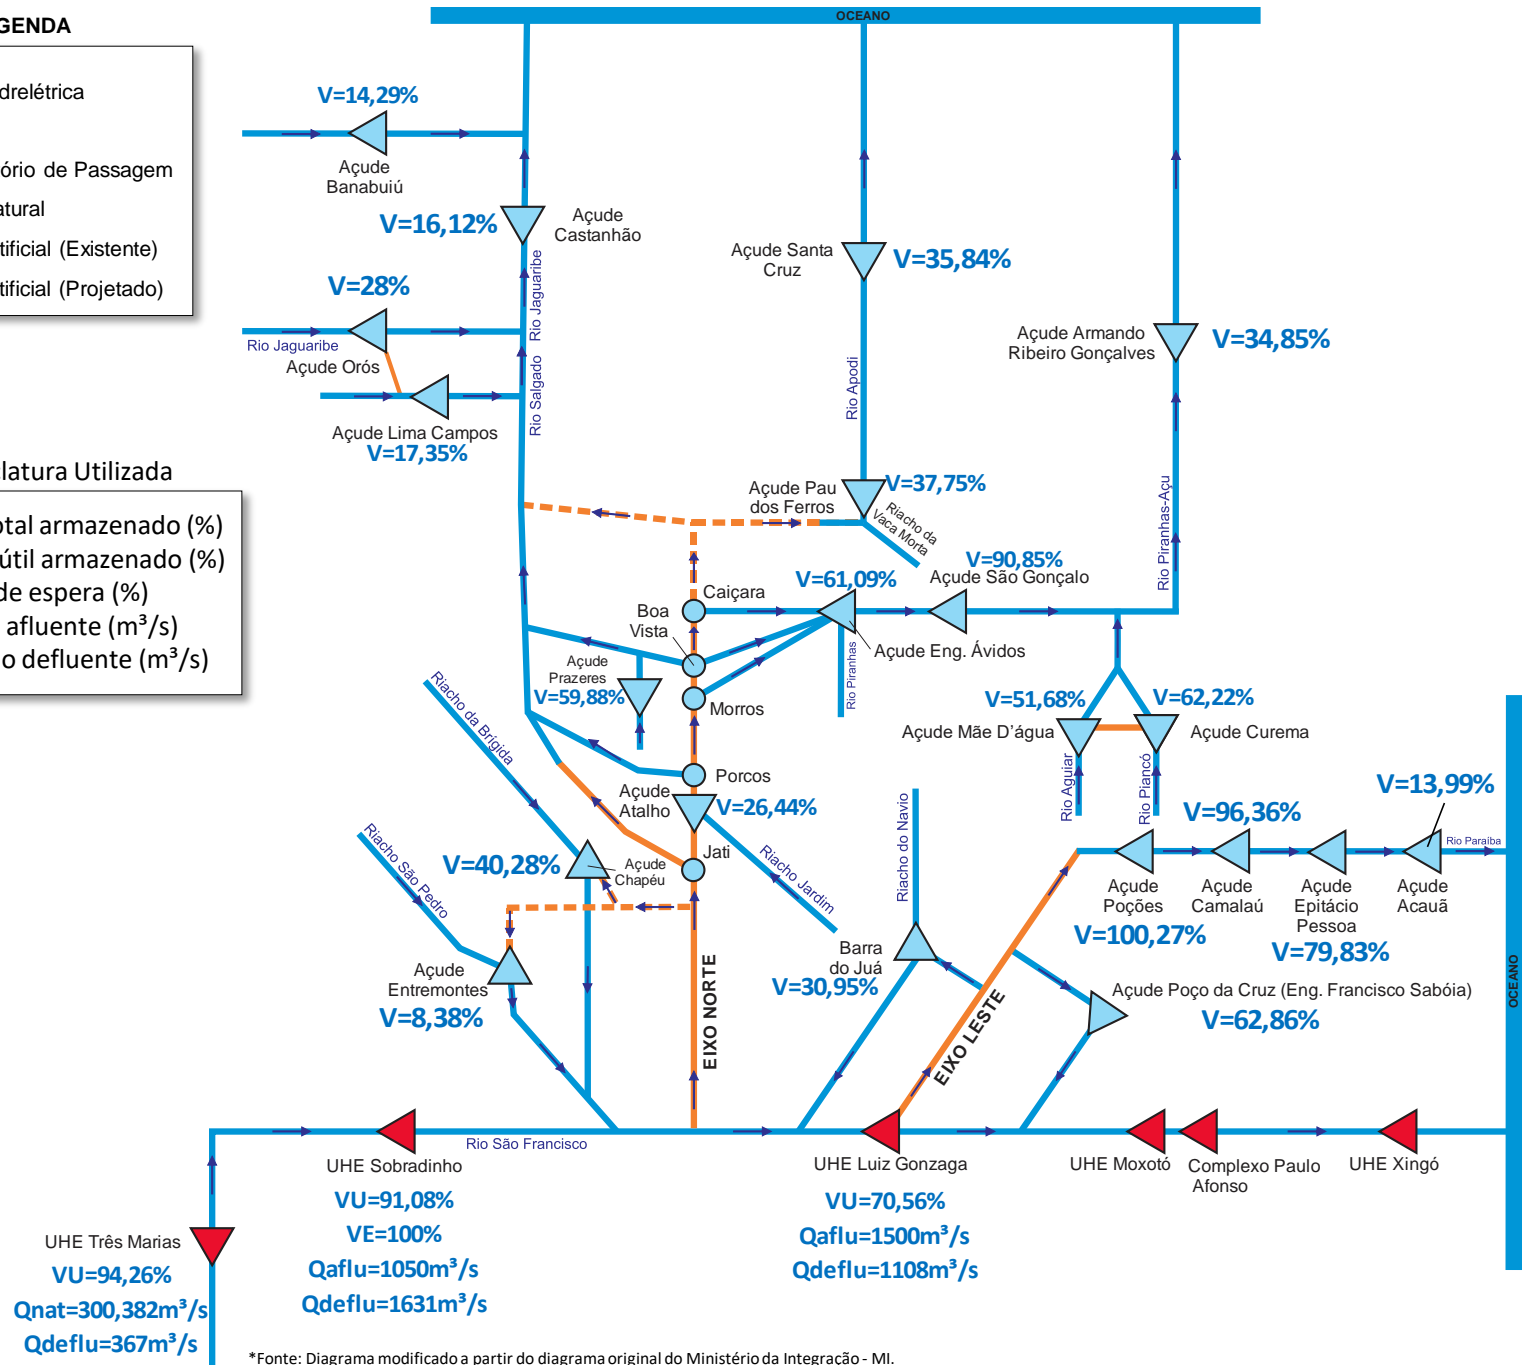 GENDA
drelétrica
ório de Passagem
atural
tificial (Existente)
tificial (Projetado)
clatura Utilizada
otal armazenado (%)
útil armazenado (%)
de espera (%)
afluente (m³/s)
o defluente (m³/s)
OCEANO
V=14,29%
Açude
Banabuiú
V=16,12%
Açude
Castanhão
Rio Jaguaribe
V=28%
Rio Jaguaribe
Açude Orós
Rio Salgado
Açude Lima Campos
V=17,35%
Açude Santa
Cruz
V=35,84%
Rio Apodi
Açude Armando
Ribeiro Gonçalves
V=34,85%
Rio Piranhas-Açu
Açude Pau
dos Ferros
V=37,75%
Riacho da
Vaca Morta
V=90,85%
Açude São Gonçalo
V=61,09%
Açude Eng. Ávidos
Rio Piranhas
Caiçara
Boa
Vista
Morros
Açude
Prazeres
V=59,88%
Porcos
Açude
Atalho
V=26,44%
Jati
Riacho Jardim
Riacho da Brígida
Riacho São Pedro
V=40,28%
Açude
Chapéu
Açude
Entremontes
V=8,38%
EIXO NORTE
V=51,68%
Açude Mãe D'água
V=62,22%
Açude Curema
Rio Aguiar
Rio Piancó
Riacho do Navio
Barra
do Juá
V=30,95%
EIXO LESTE
Açude
Poções
V=100,27%
V=96,36%
Açude
Camalaú
Açude
Epitácio
Pessoa
V=79,83%
V=13,99%
Açude
Acauã
Rio Paraíba
Açude Poço da Cruz (Eng. Francisco Sabóia)
V=62,86%
OCEANO
Rio São Francisco
UHE Sobradinho
VU=91,08%
VE=100%
Qaflu=1050m³/s
Qdeflu=1631m³/s
UHE Luiz Gonzaga
VU=70,56%
Qaflu=1500m³/s
Qdeflu=1108m³/s
UHE Moxotó
Complexo Paulo
Afonso
UHE Xingó
UHE Três Marias
VU=94,26%
Qnat=300,382m³/s
Qdeflu=367m³/s
*Fonte: Diagrama modificado a partir do diagrama original do Ministério da Integração - MI.